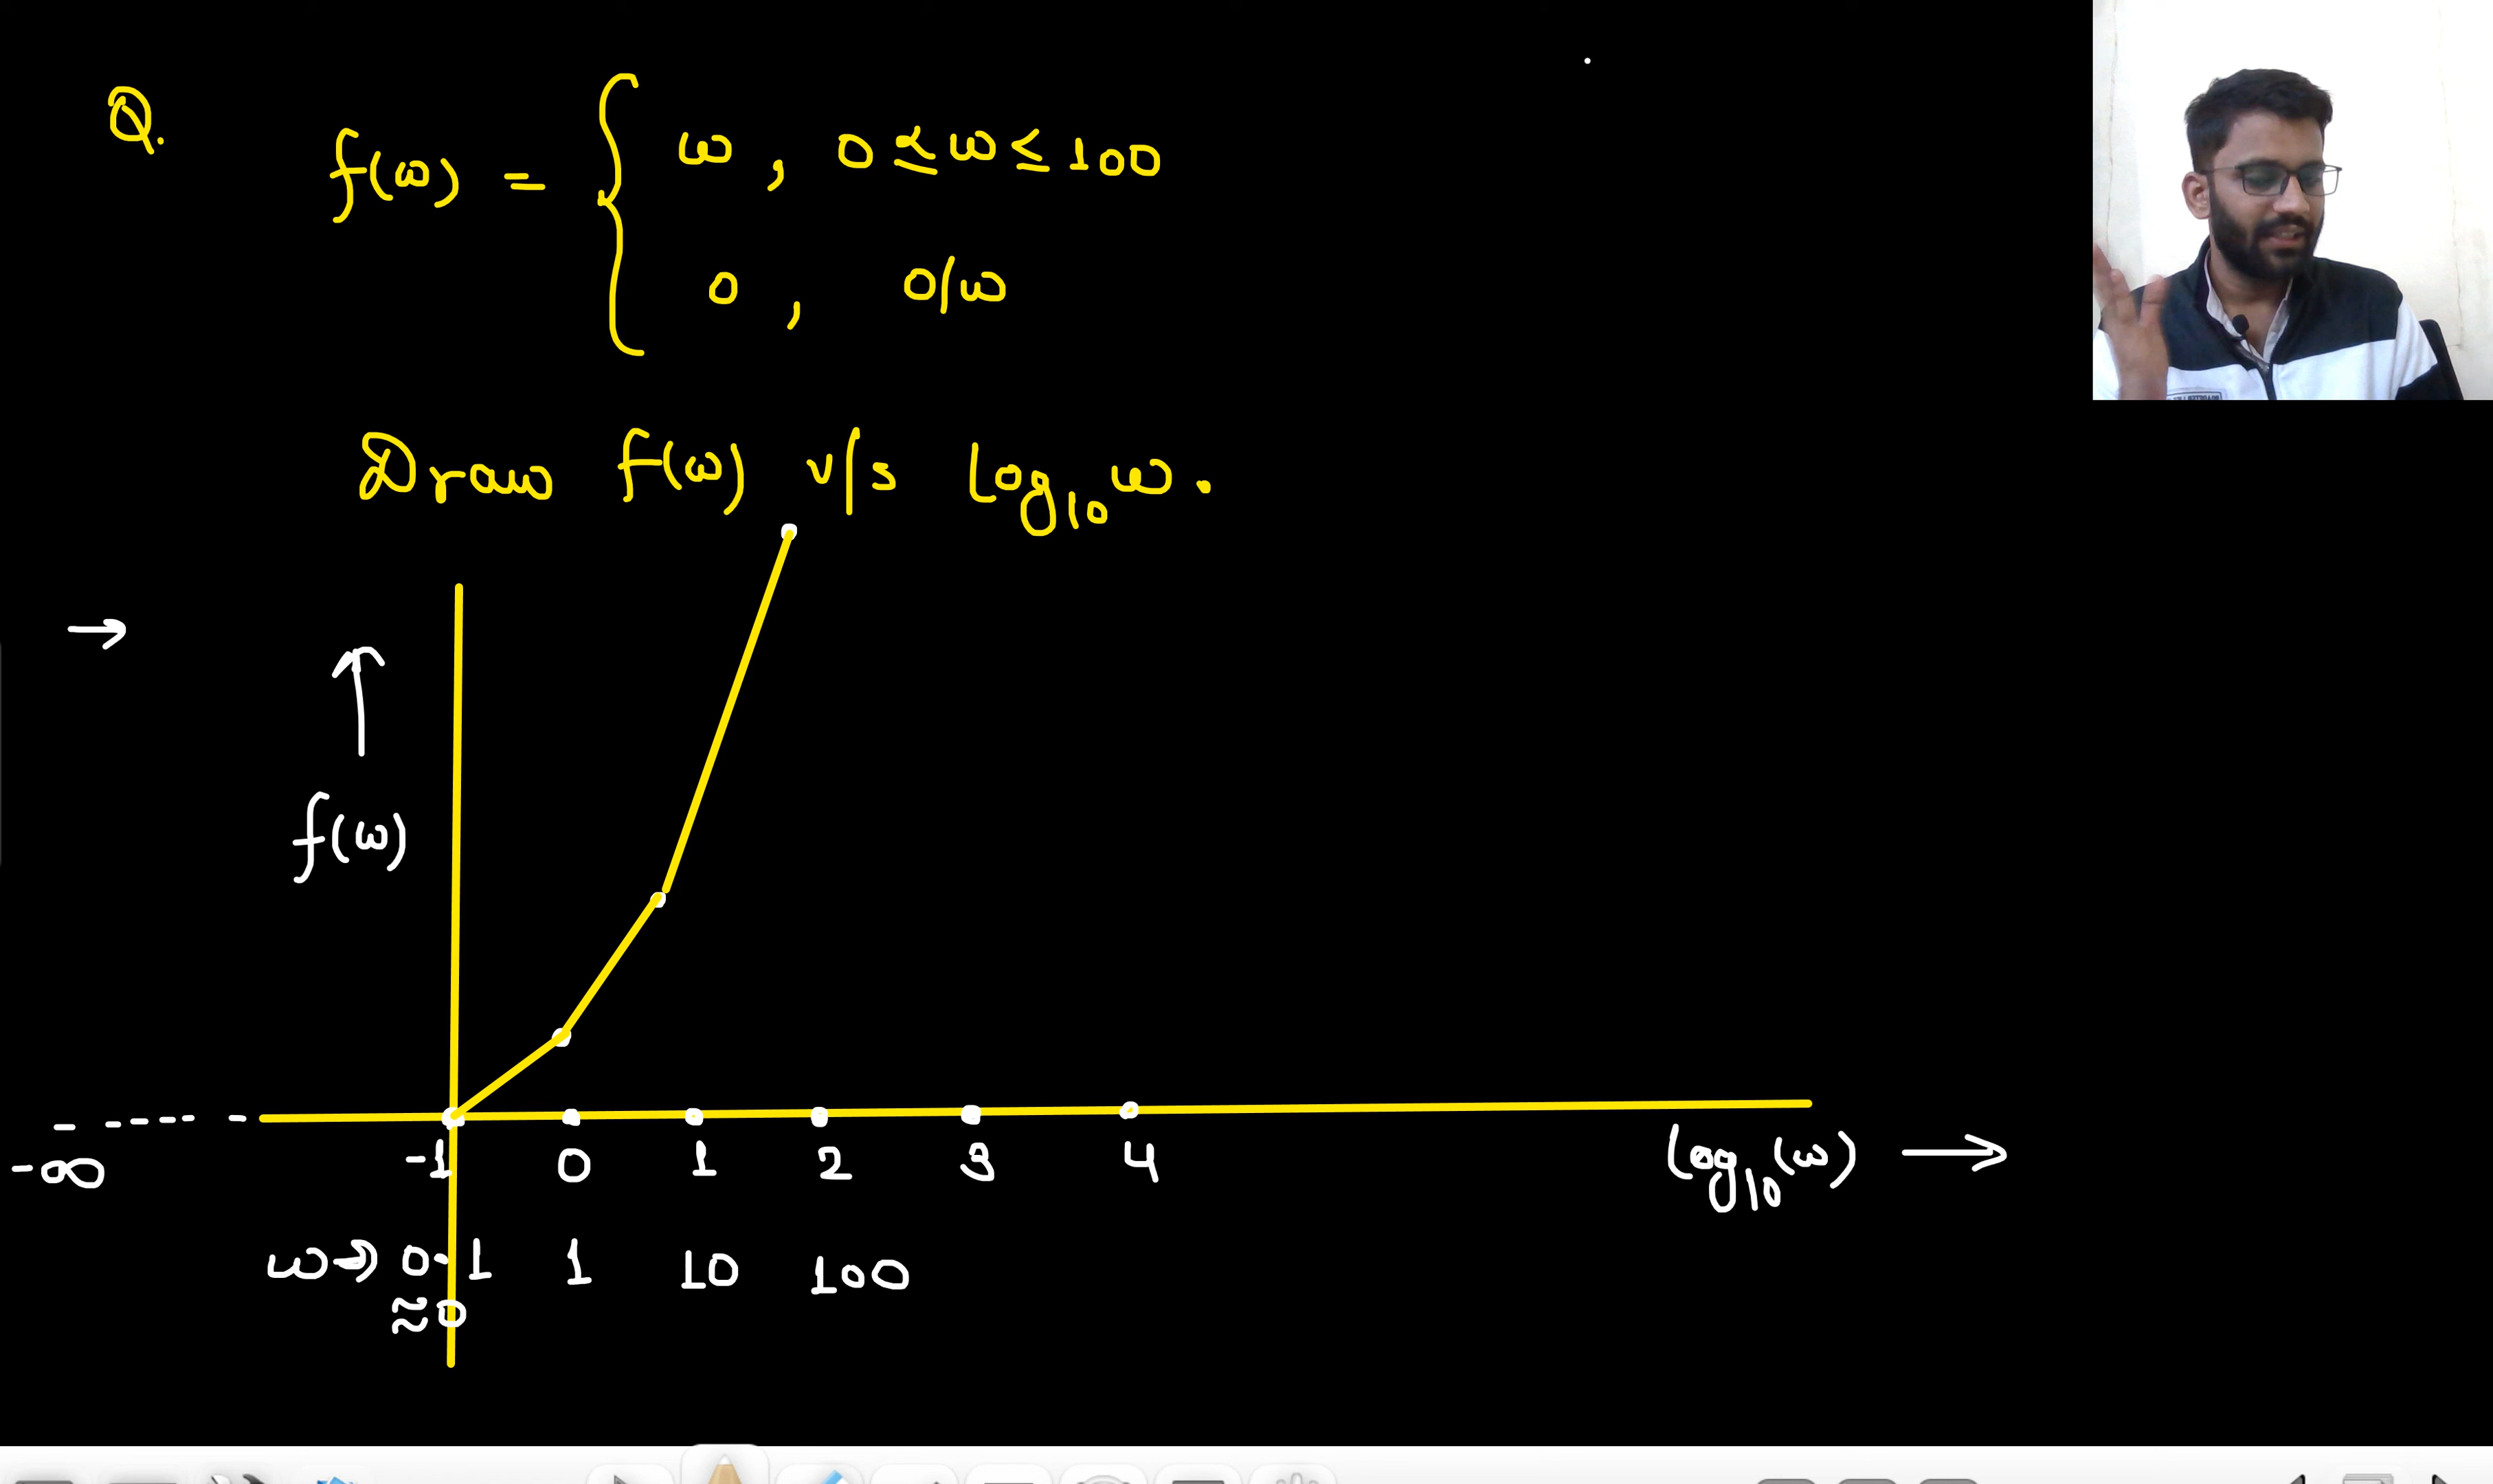 Q. f(ω) = { ω , 0 ≤ ω ≤ 100
0 , o/w
Draw f(ω) v/s log₁₀ω.
→
↑
f(ω)
-∞ -1 0 1 2 3 4 log₁₀(ω) →
ω→ 0.1 1 10 100
≈0